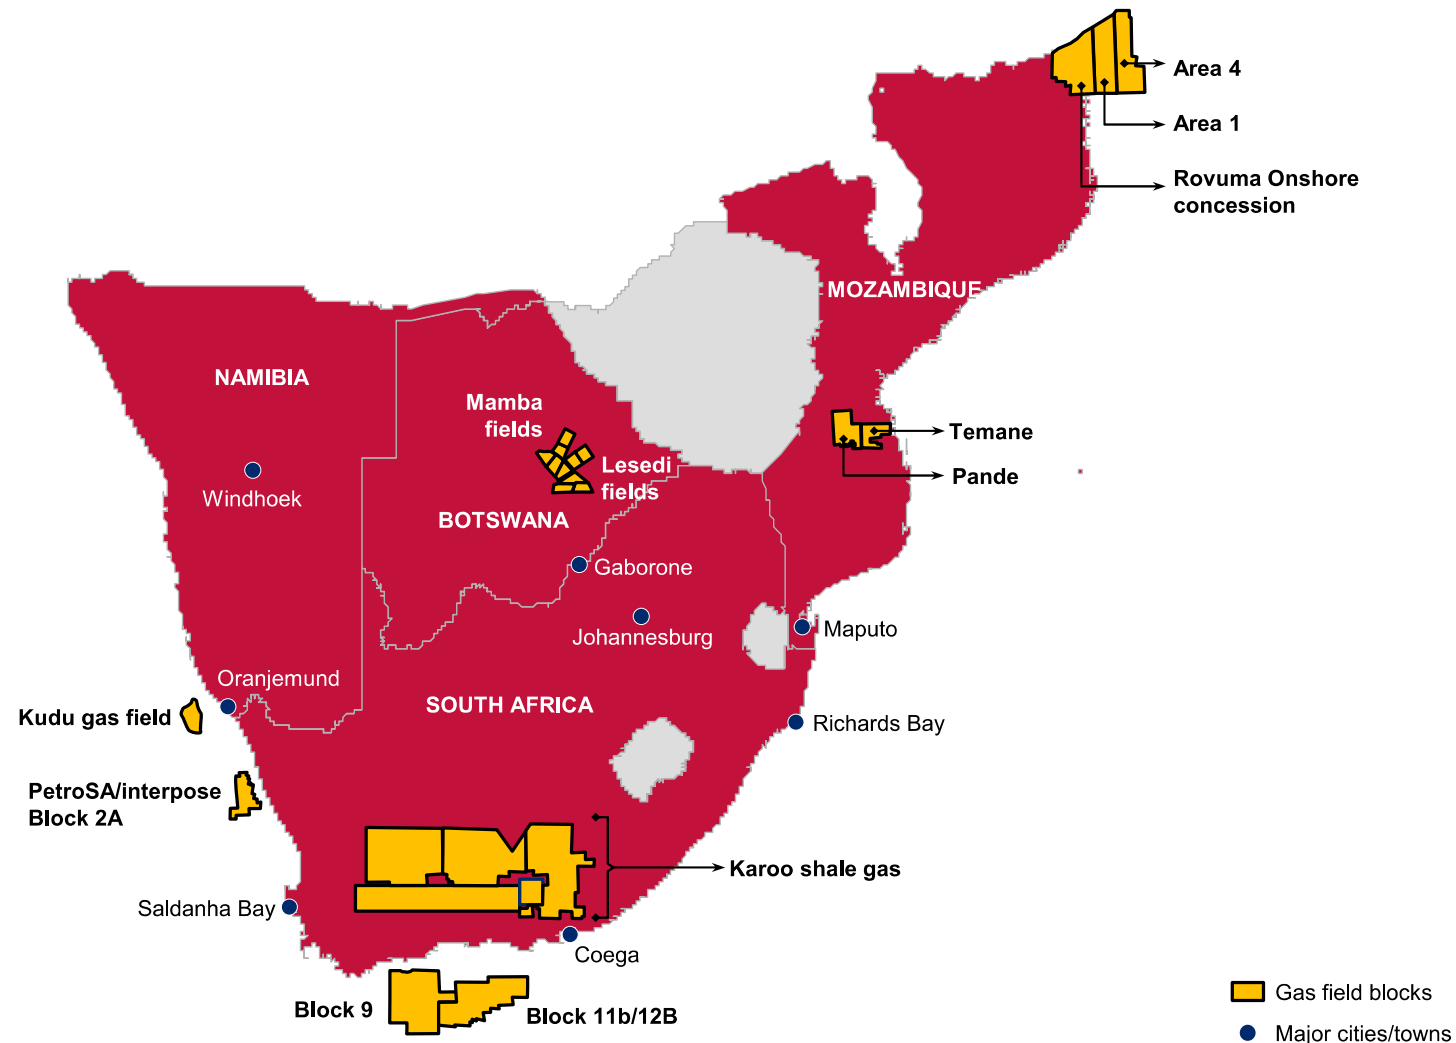 Area 4
Area 1
Rovuma Onshore
concession
MOZAMBIQUE
NAMIBIA
Mamba
fields
Temane
Lesedi
fields
Pande
Windhoek
BOTSWANA
Gaborone
Johannesburg
Maputo
Oranjemund
SOUTH AFRICA
Kudu gas field
Richards Bay
PetroSA/interpose
Block 2A
Karoo shale gas
Saldanha Bay
Coega
Block 9
Block 11b/12B
Gas field blocks
Major cities/towns